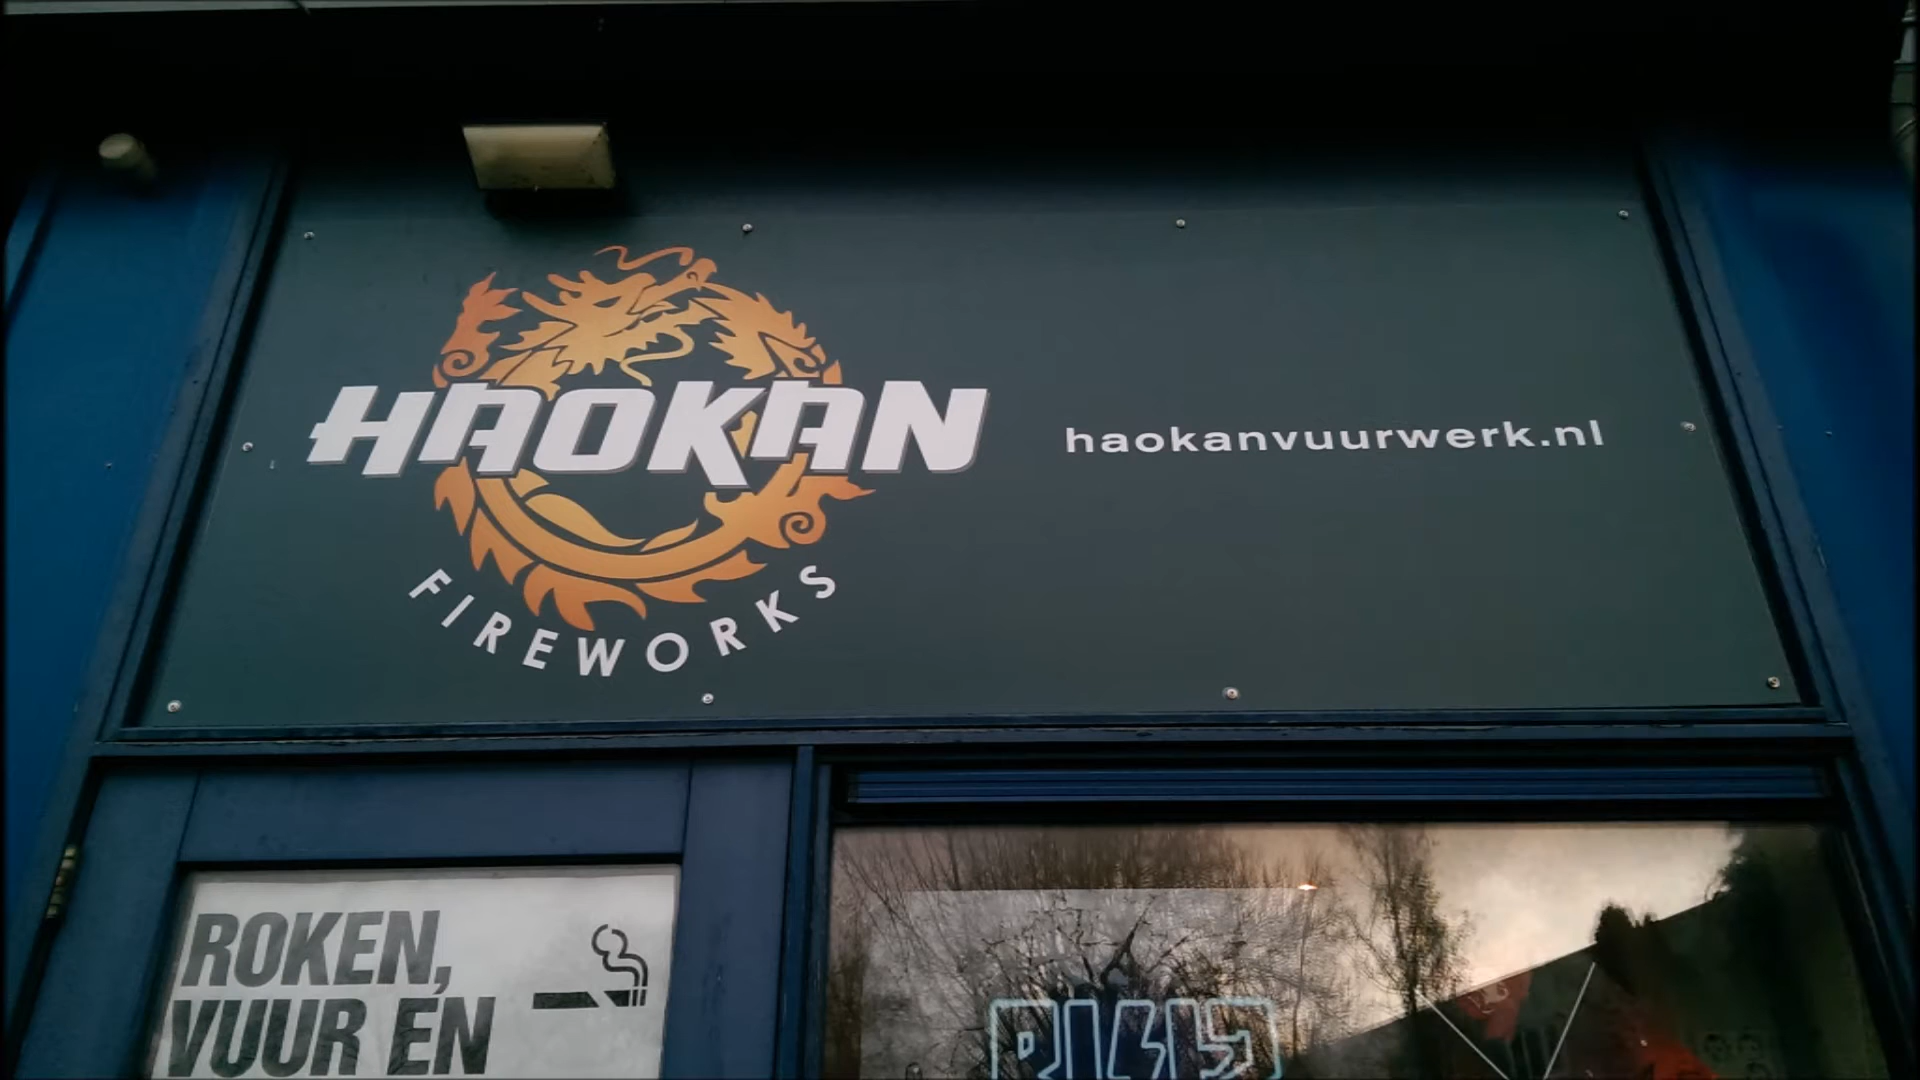 HAOKAN
FIREWORKS
haokanvuurwerk.nl
ROKEN,
VUUR EN